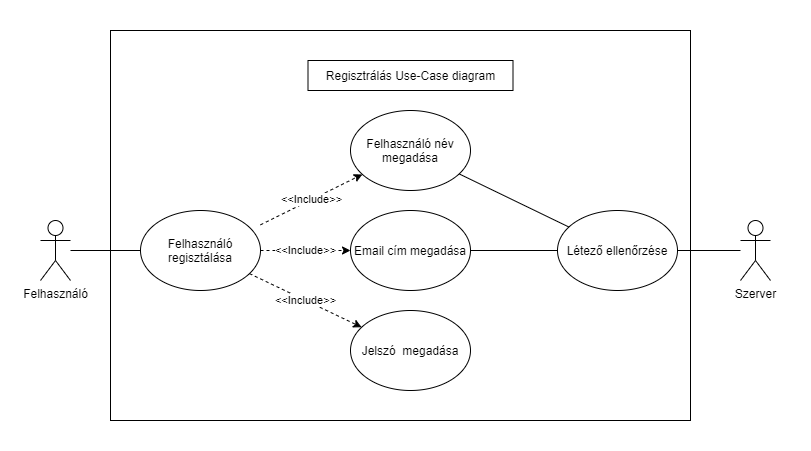 Regisztrálás Use-Case diagram
Felhasználó név
megadása
<<Include>>
Felhasználó
regisztálása
<<Include>>
Email cím megadása
Létező ellenőrzése
Felhasználó
Szerver
<<Include>>
Jelszó  megadása